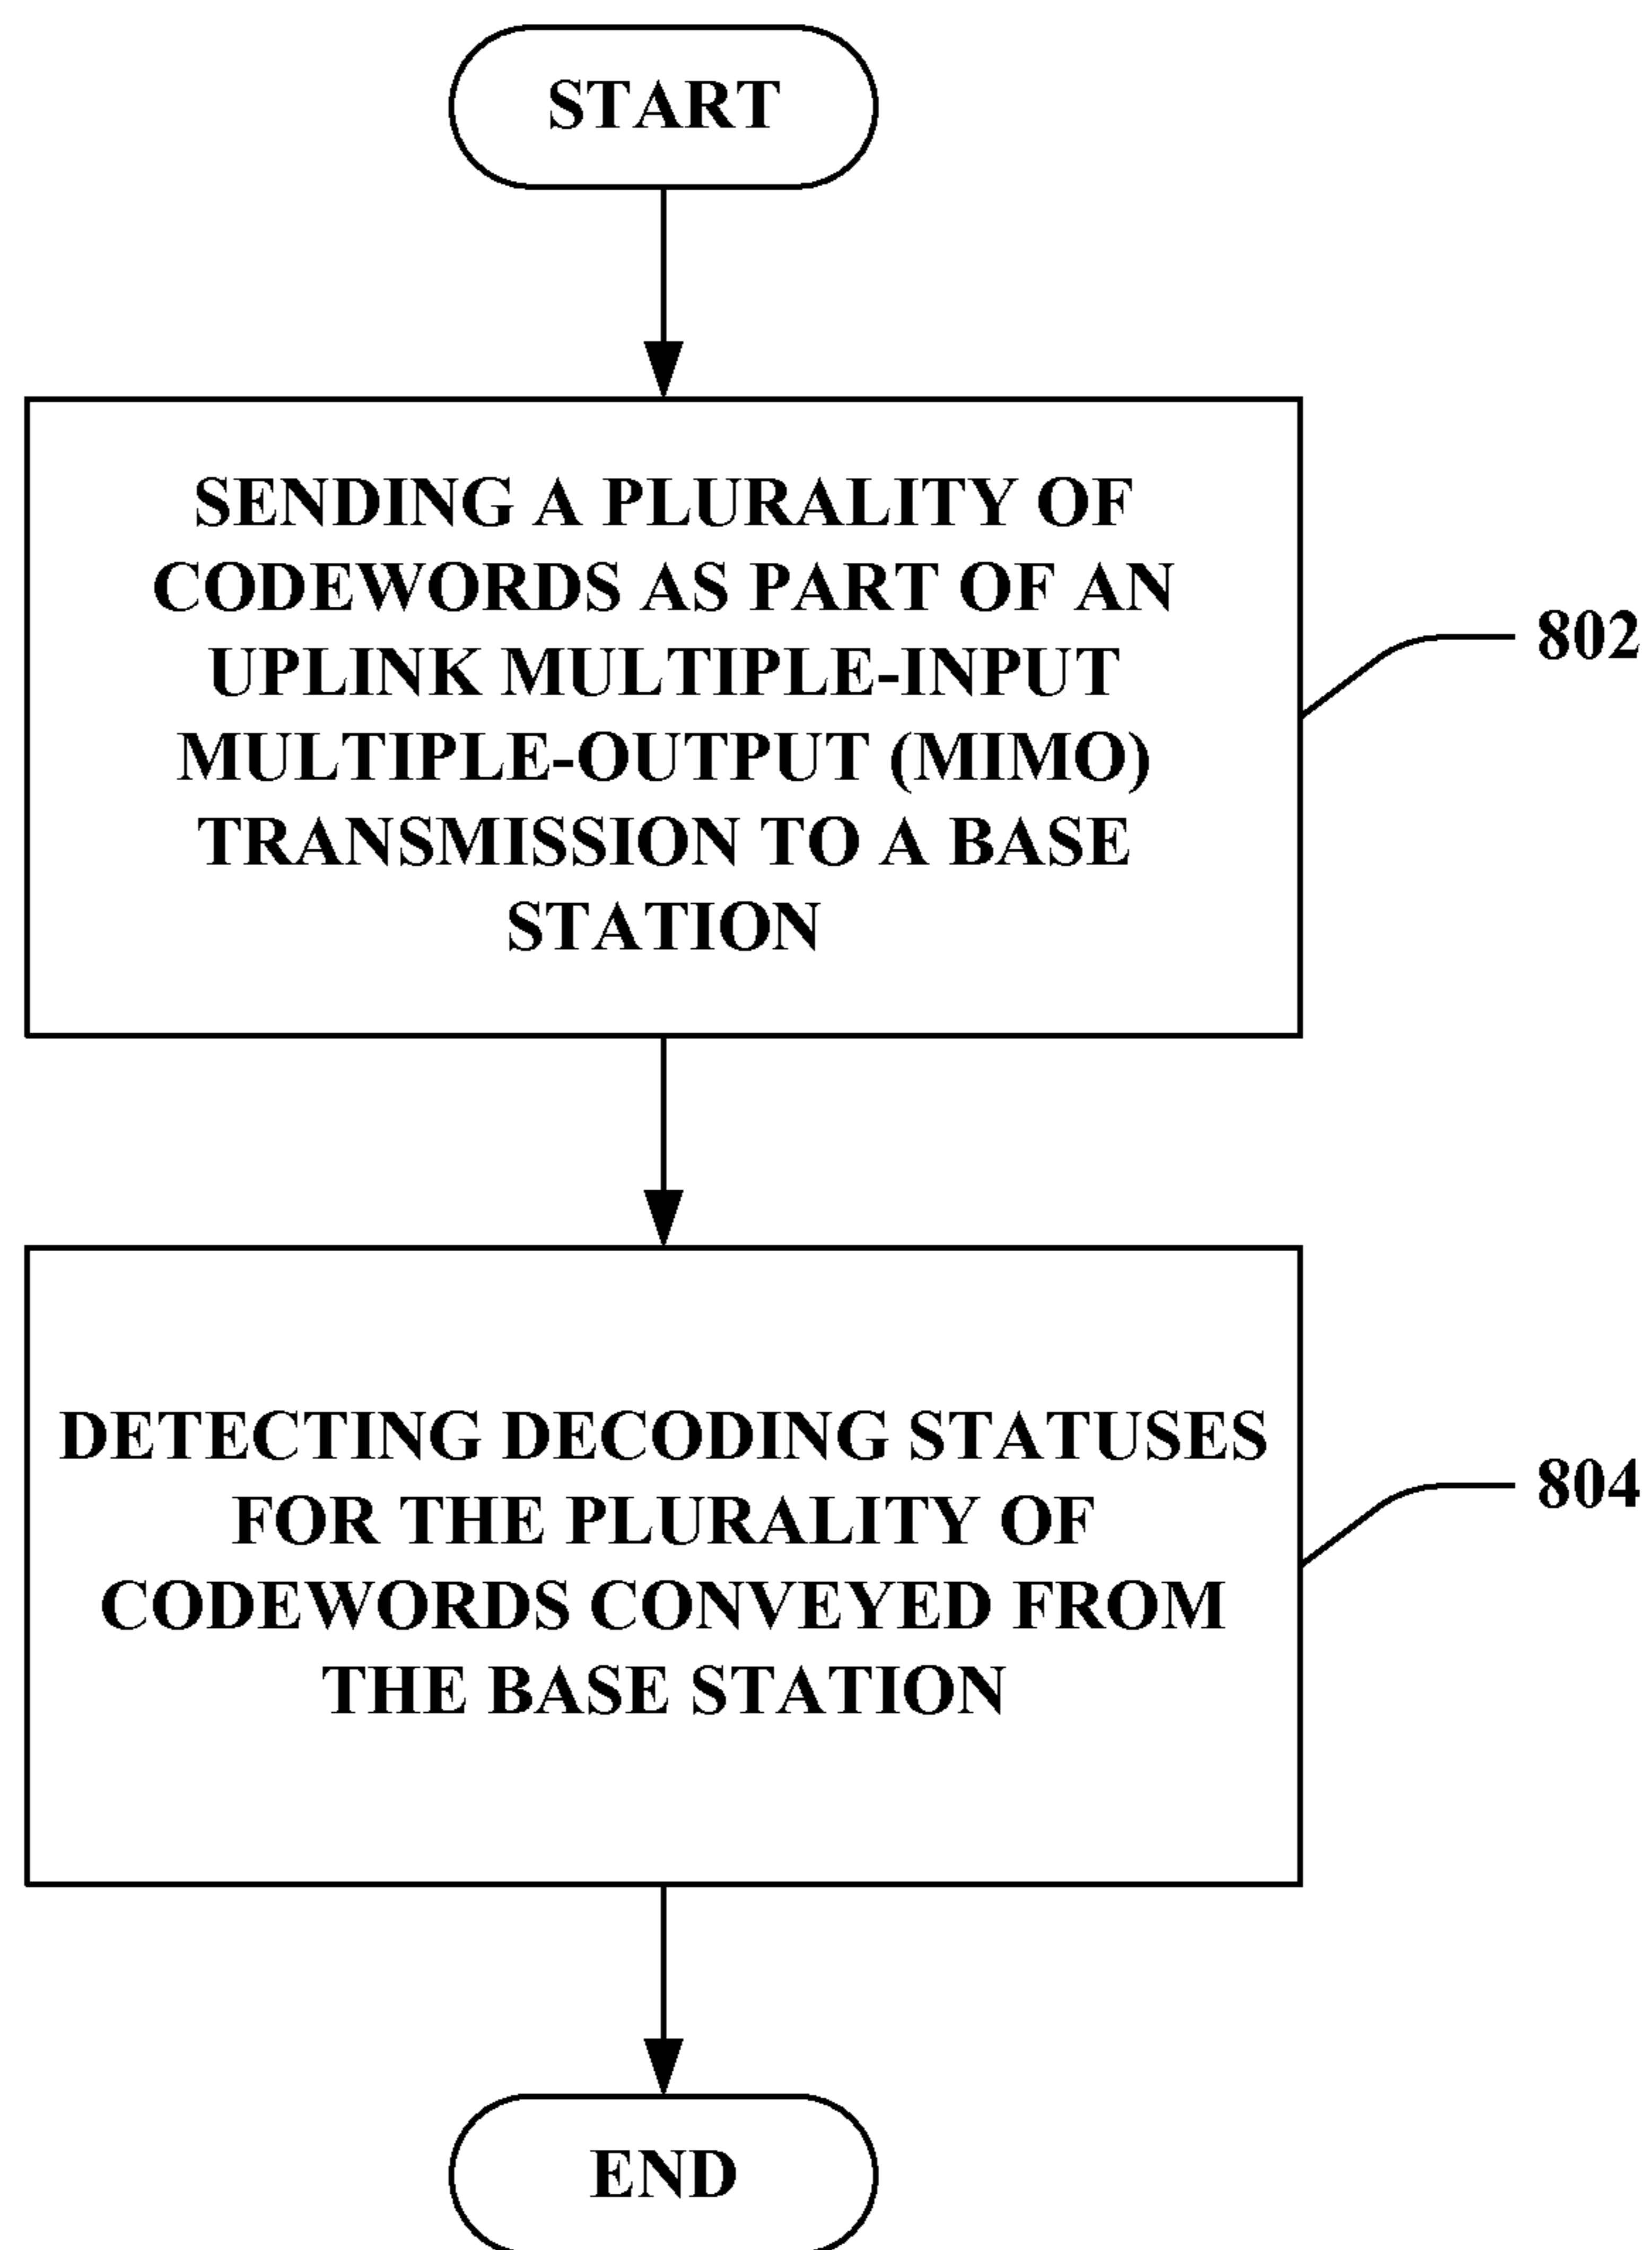 START
SENDING A PLURALITY OF
CODEWORDS AS PART OF AN
UPLINK MULTIPLE-INPUT
MULTIPLE-OUTPUT (MIMO)
TRANSMISSION TO A BASE
STATION
802
DETECTING DECODING STATUSES
FOR THE PLURALITY OF
CODEWORDS CONVEYED FROM
THE BASE STATION
804
END